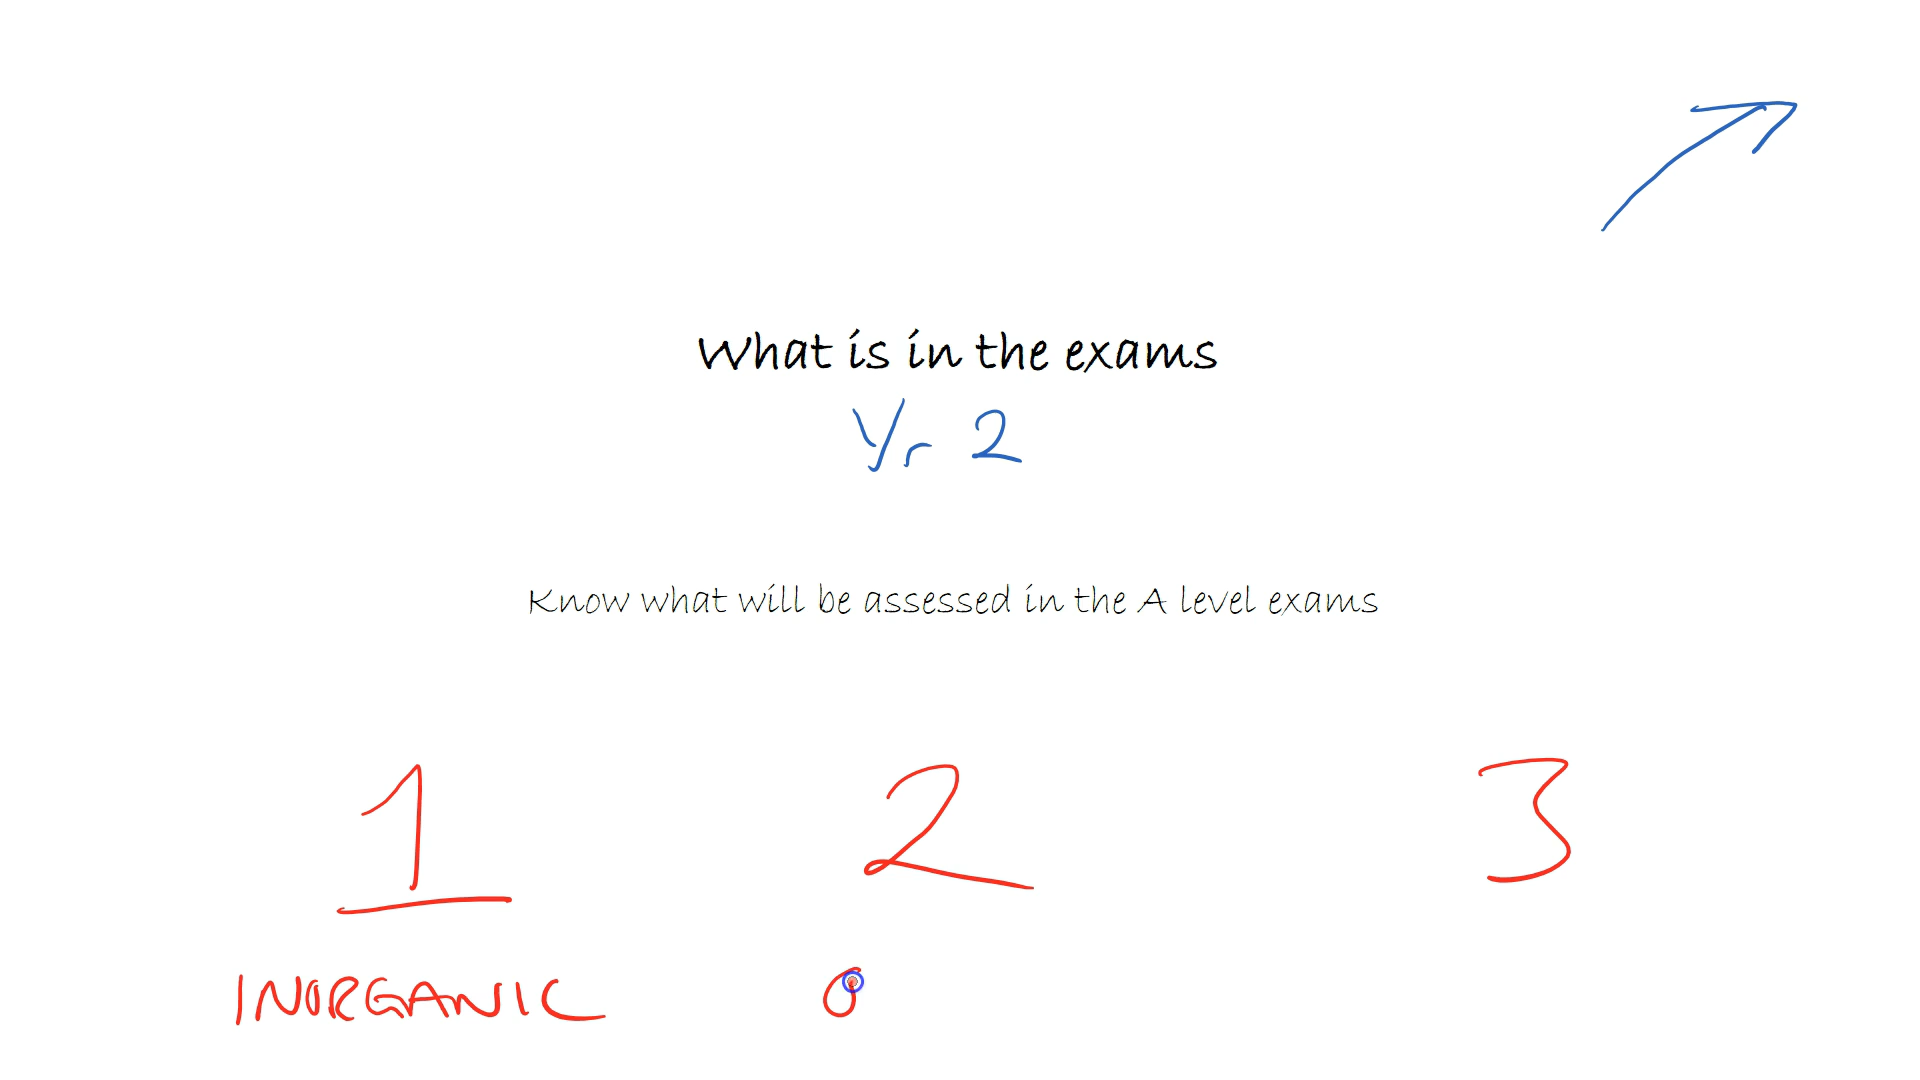 What is in the exams
Yr 2
Know what will be assessed in the A level exams
1 2 3
INORGANIC O